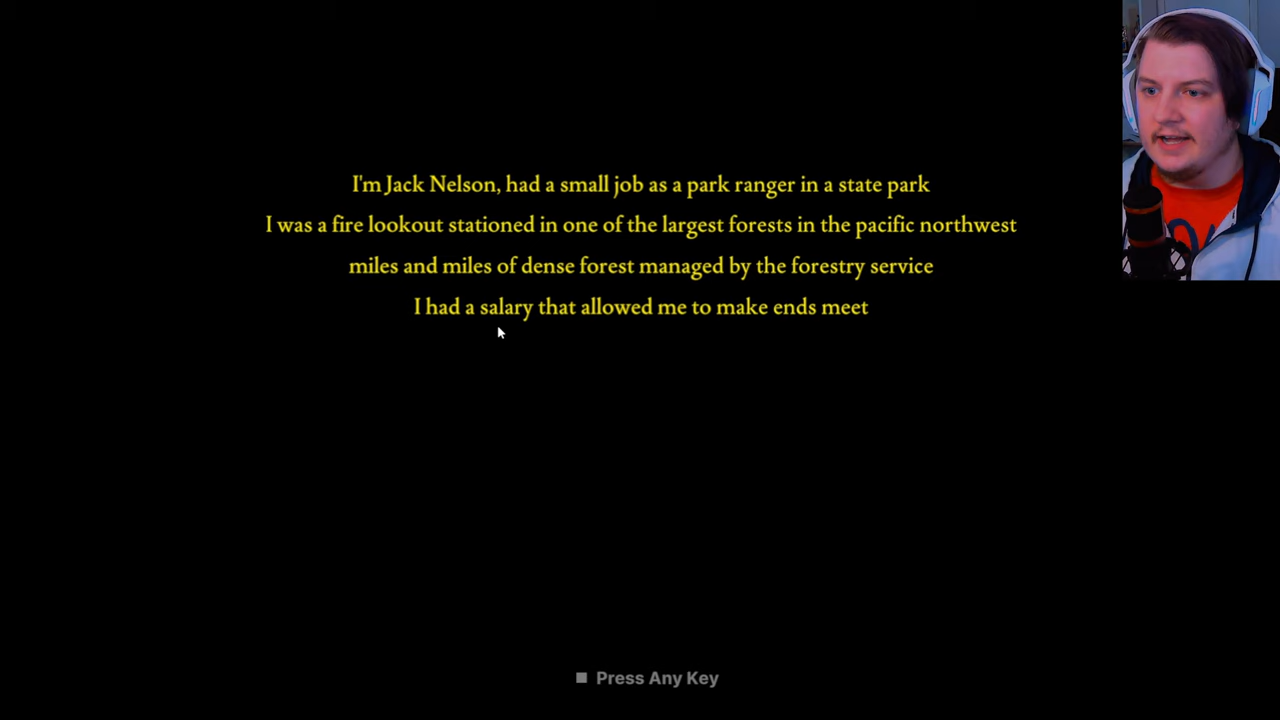 I'm Jack Nelson, had a small job as a park ranger in a state park
I was a fire lookout stationed in one of the largest forests in the pacific northwest
miles and miles of dense forest managed by the forestry service
I had a salary that allowed me to make ends meet
Press Any Key